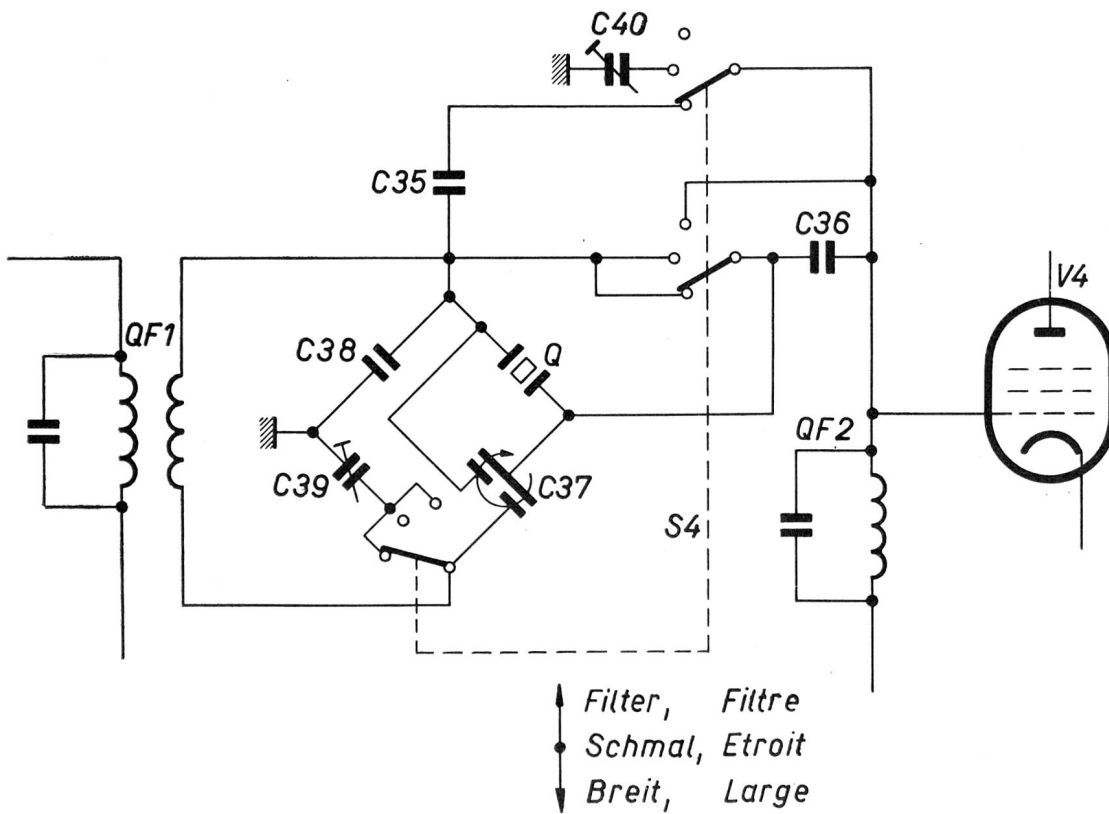 C40
C35
C36
V4
QF1
C38
Q
QF2
C39
C37
S4
Filter, Filtre
Schmal, Etroit
Breit, Large